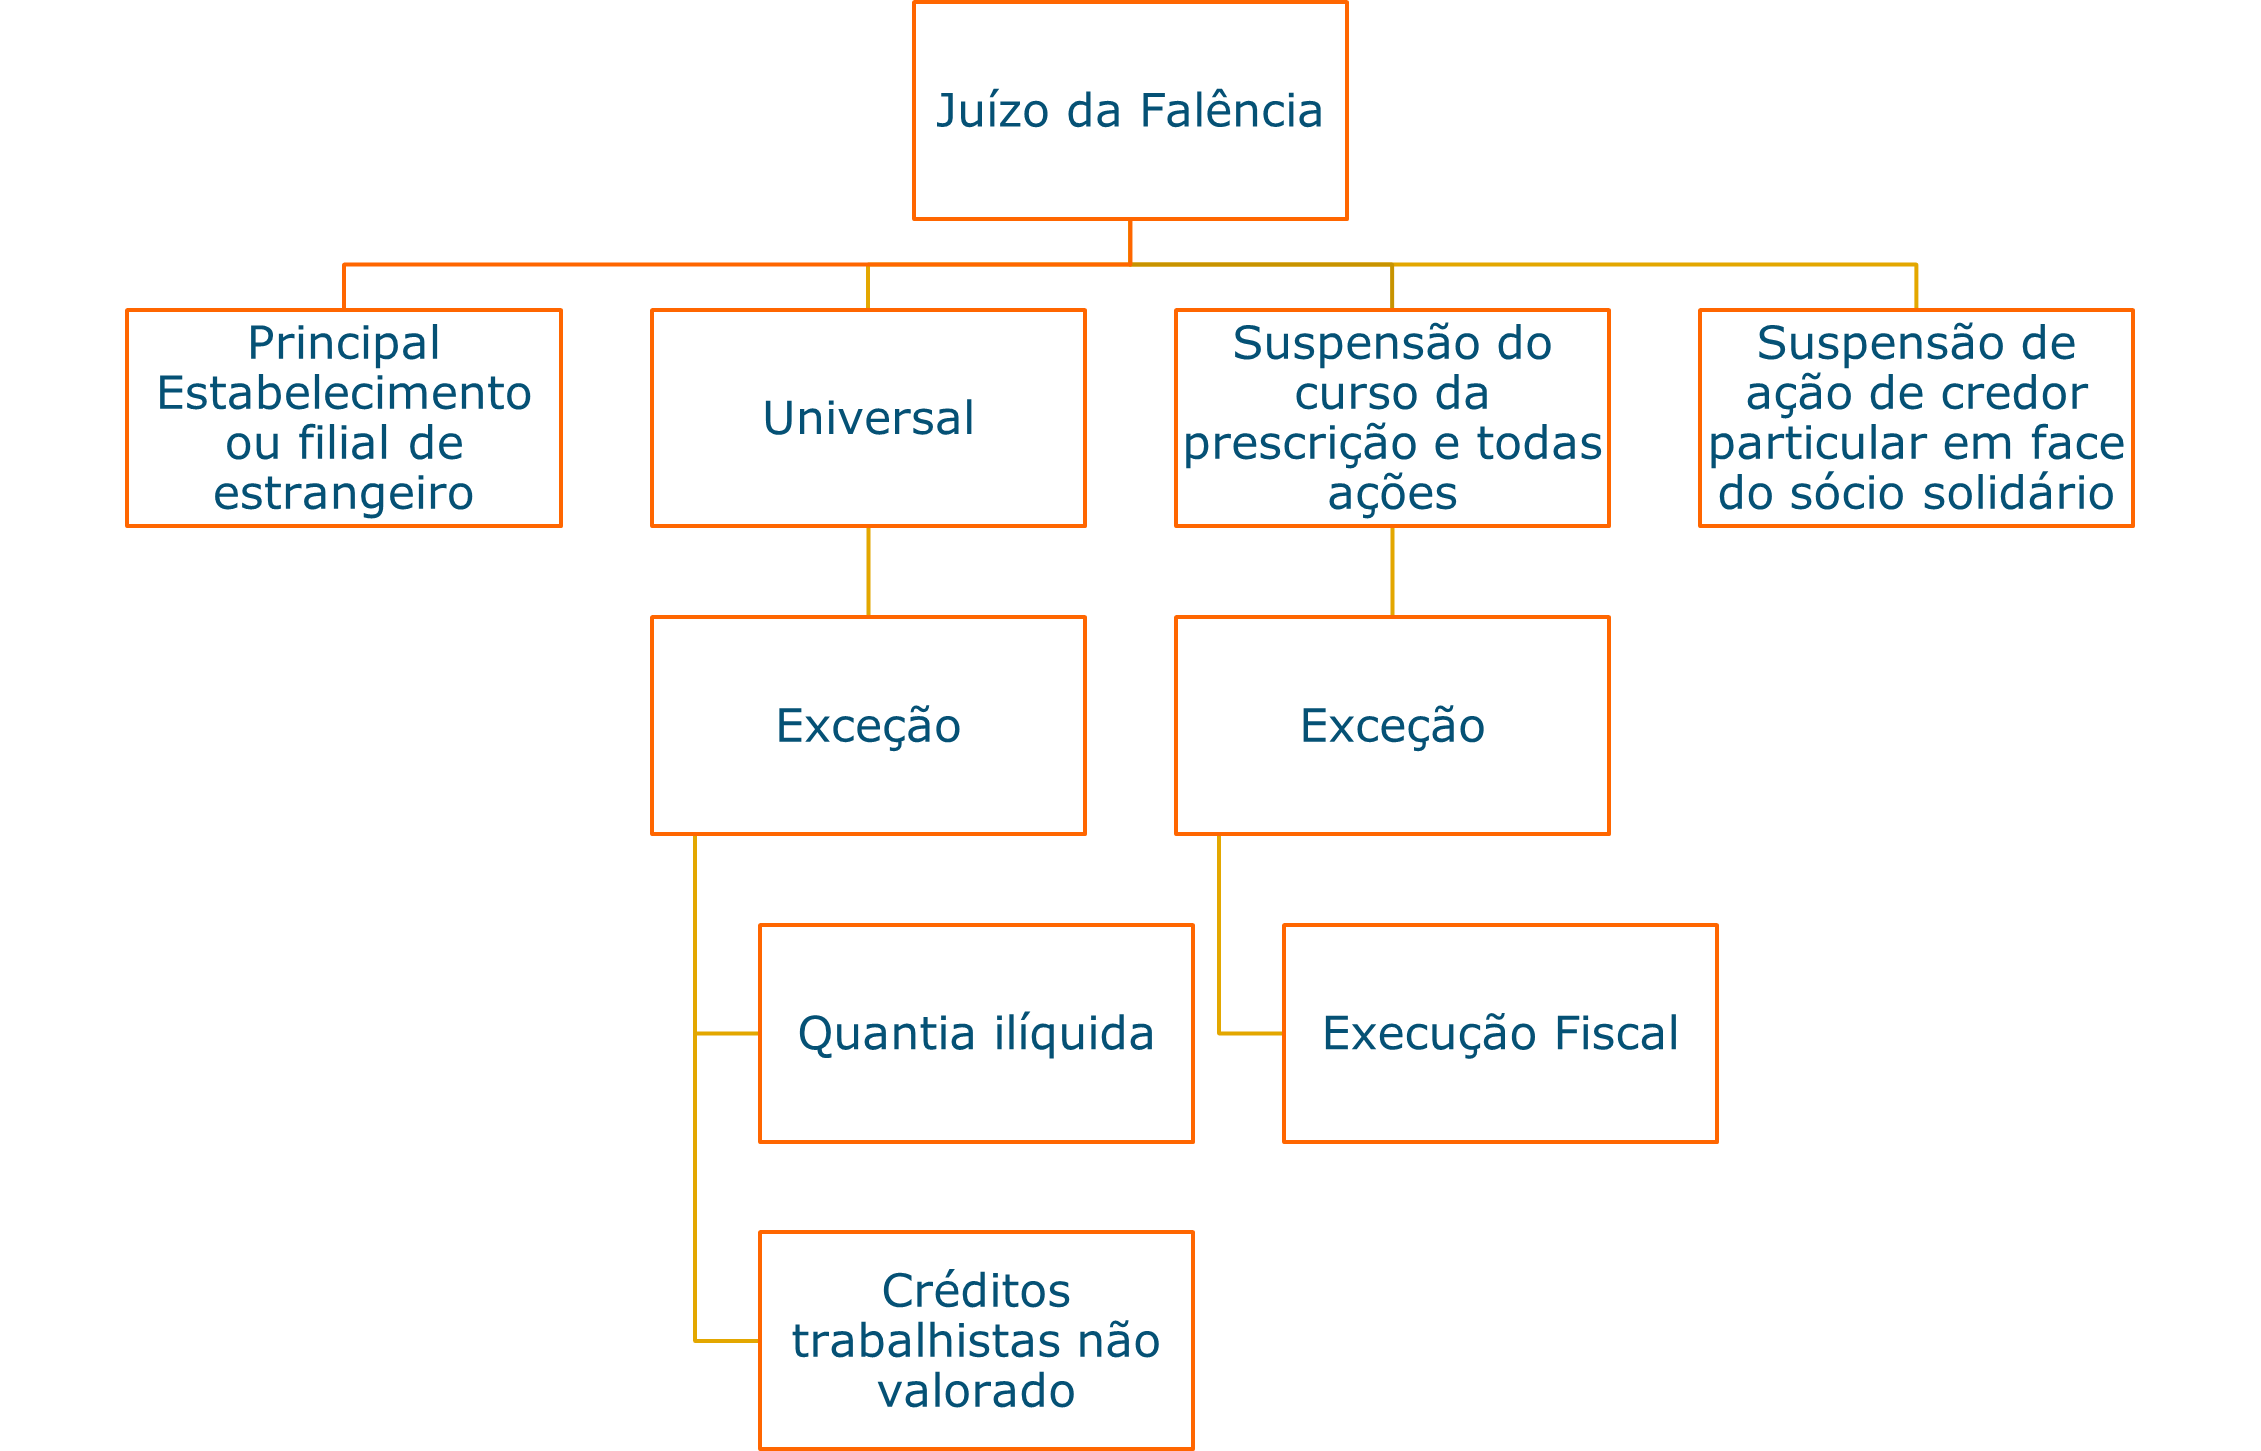 Juízo da Falência
Principal
Estabelecimento
ou filial de
estrangeiro
Universal
Suspensão do
curso da
prescrição e todas
ações
Suspensão de
ação de credor
particular em face
do sócio solidário
Exceção
Exceção
Quantia ilíquida
Execução Fiscal
Créditos
trabalhistas não
valorado